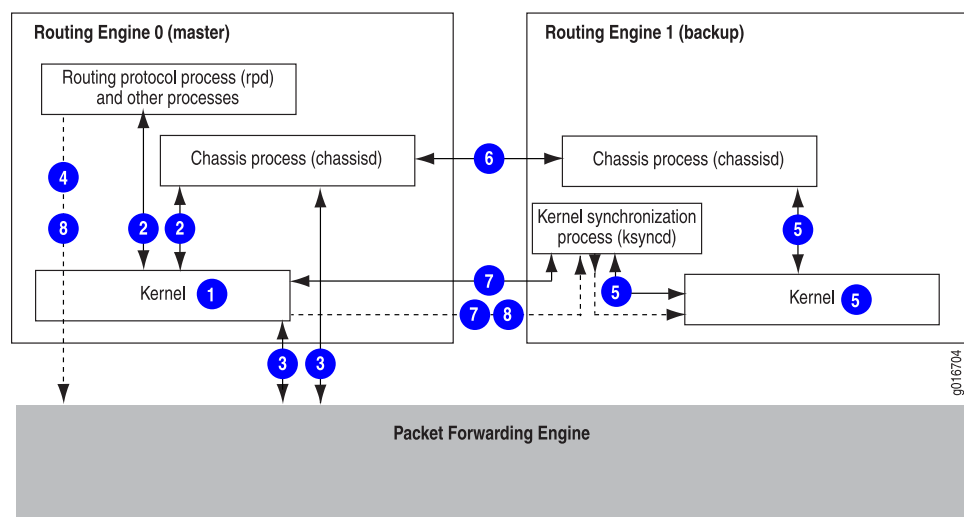 Routing Engine 0 (master)
Routing Engine 1 (backup)
Routing protocol process (rpd)
and other processes
Chassis process (chassisd)
6
Chassis process (chassisd)
4
8
2
2
Kernel synchronization
process (ksyncd)
5
Kernel 1
7
5
Kernel 5
7 8
3
3
g016704
Packet Forwarding Engine